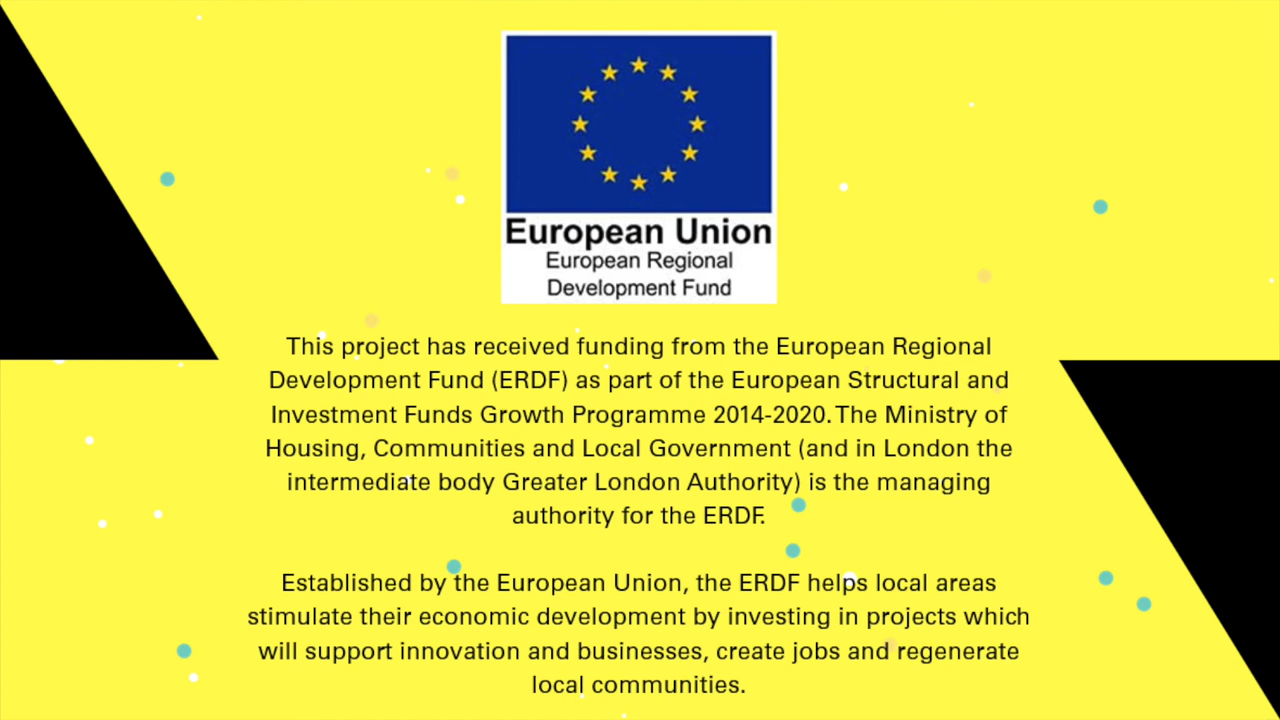 European Union
European Regional
Development Fund
This project has received funding from the European Regional
Development Fund (ERDF) as part of the European Structural and
Investment Funds Growth Programme 2014-2020. The Ministry of
Housing, Communities and Local Government (and in London the
intermediate body Greater London Authority) is the managing
authority for the ERDF.
Established by the European Union, the ERDF helps local areas
stimulate their economic development by investing in projects which
will support innovation and businesses, create jobs and regenerate
local communities.